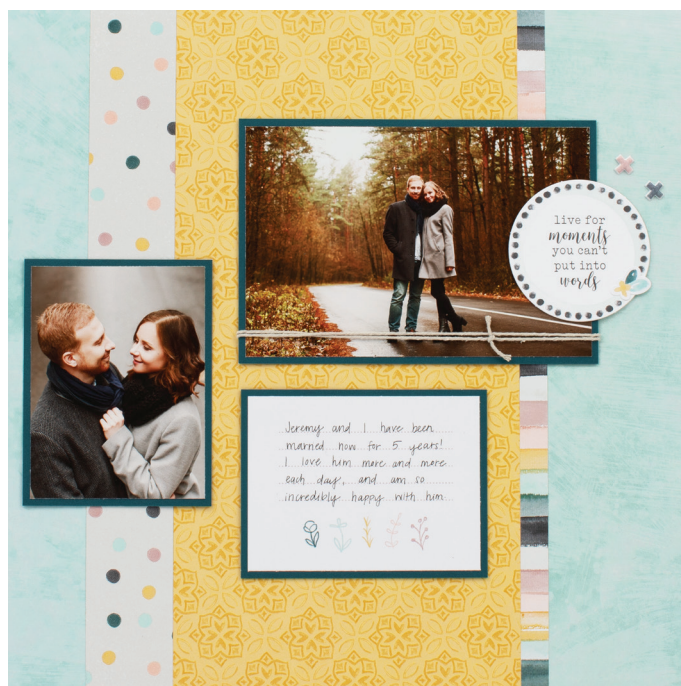 live for
moments
you can't
put into
words
Jeremy and I have been
married now for 5 years!
I love him more and more
each day, and am so
incredibly happy with him